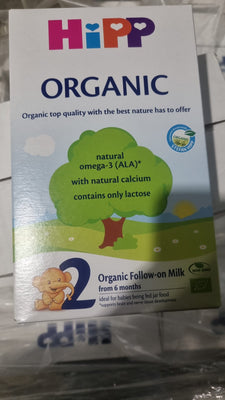 HiPP
ORGANIC
Organic top quality with the best nature has to offer
natural
omega-3 (ALA)*
with natural calcium
contains only lactose
2
Organic Follow-on Milk
from 6 months
Ideal for babies being fed jar food
HiPP